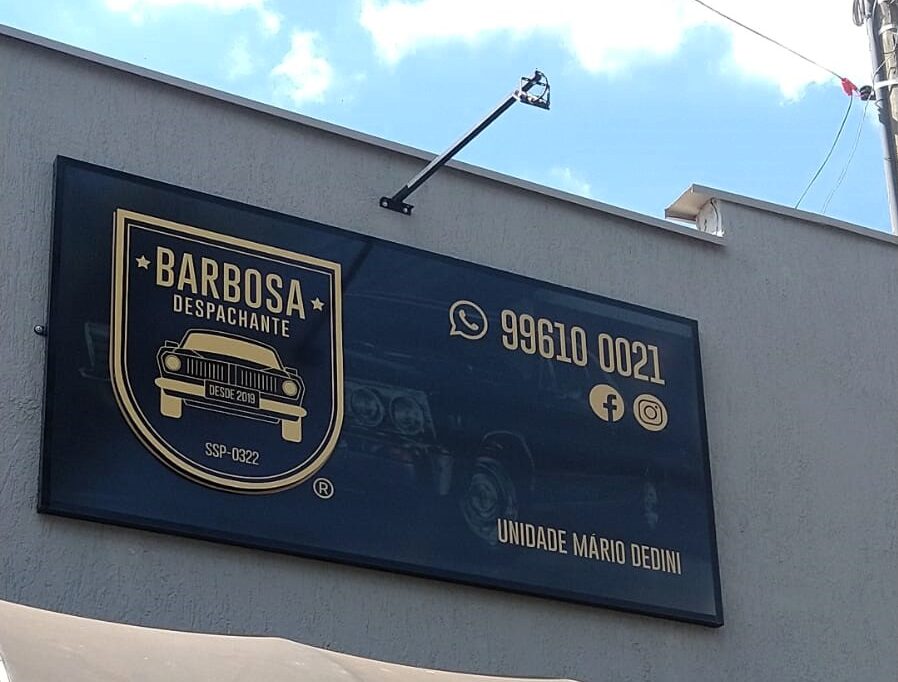 BARBOSA
DESPACHANTE
DESDE 2019
SSP-0322
®
99610 0021
UNIDADE MÁRIO DEDINI